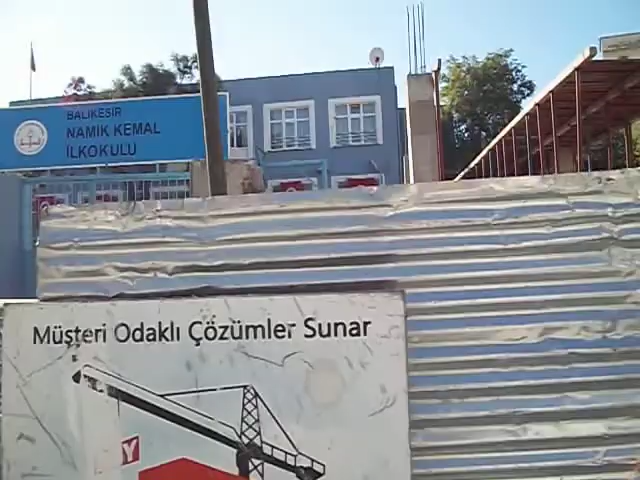 BALIKESİR
NAMIK KEMAL
İLKOKULU
Müşteri Odaklı Çözümler Sunar
Y